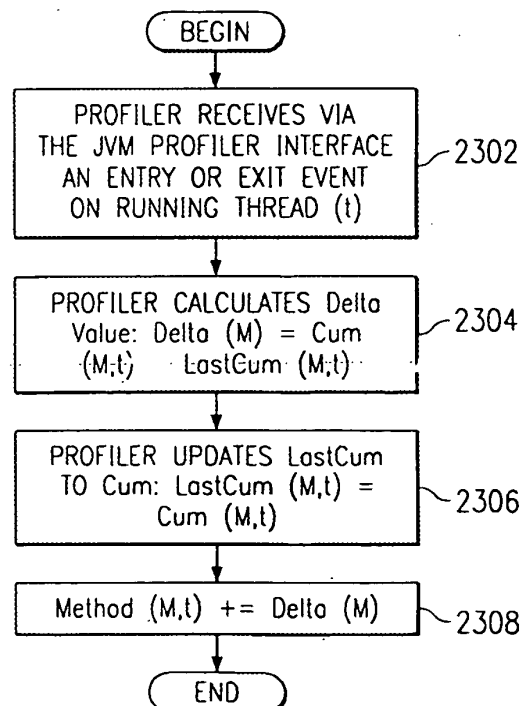 BEGIN
PROFILER RECEIVES VIA
THE JVM PROFILER INTERFACE
AN ENTRY OR EXIT EVENT
ON RUNNING THREAD (t)
2302
PROFILER CALCULATES Delta
Value: Delta (M) = Cum
(M,t) LastCum (M,t)
2304
PROFILER UPDATES LastCum
TO Cum: LastCum (M,t) =
Cum (M,t)
2306
Method (M,t) += Delta (M)
2308
END